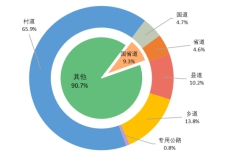 村道
65.9%
国道
4.7%
省道
4.6%
县道
10.2%
乡道
13.8%
专用公路
0.8%
其他
90.7%
国省道
9.3%